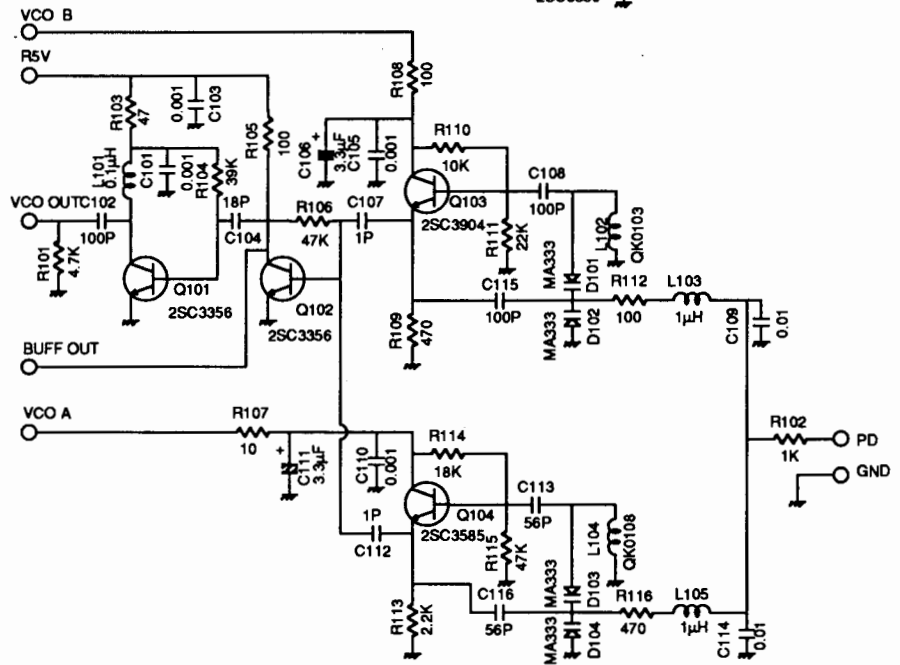 VCO B
R5V
R103
47
0.001
C103
R105
100
R108
100
C106
+
3.3µF
C105
0.001
R110
10K
L101
0.1µH
C101
0.001
R104
39K
VCO OUT
C102
100P
R101
4.7K
18P
C104
R106
47K
C107
1P
Q103
2SC3904
C108
100P
R111
22K
L102
QK0103
Q101
2SC3356
Q102
2SC3356
MA333
D101
C115
100P
MA333
D102
R112
100
L103
1µH
C109
0.01
R109
470
BUFF OUT
VCO A
R107
10
+
C111
3.3µF
C110
0.001
R114
18K
R102
1K
PD
GND
1P
C112
Q104
2SC3585
C113
56P
R115
47K
L104
QK0108
MA333
D103
C116
56P
MA333
D104
R116
470
L105
1µH
C114
0.01
R113
2.2K